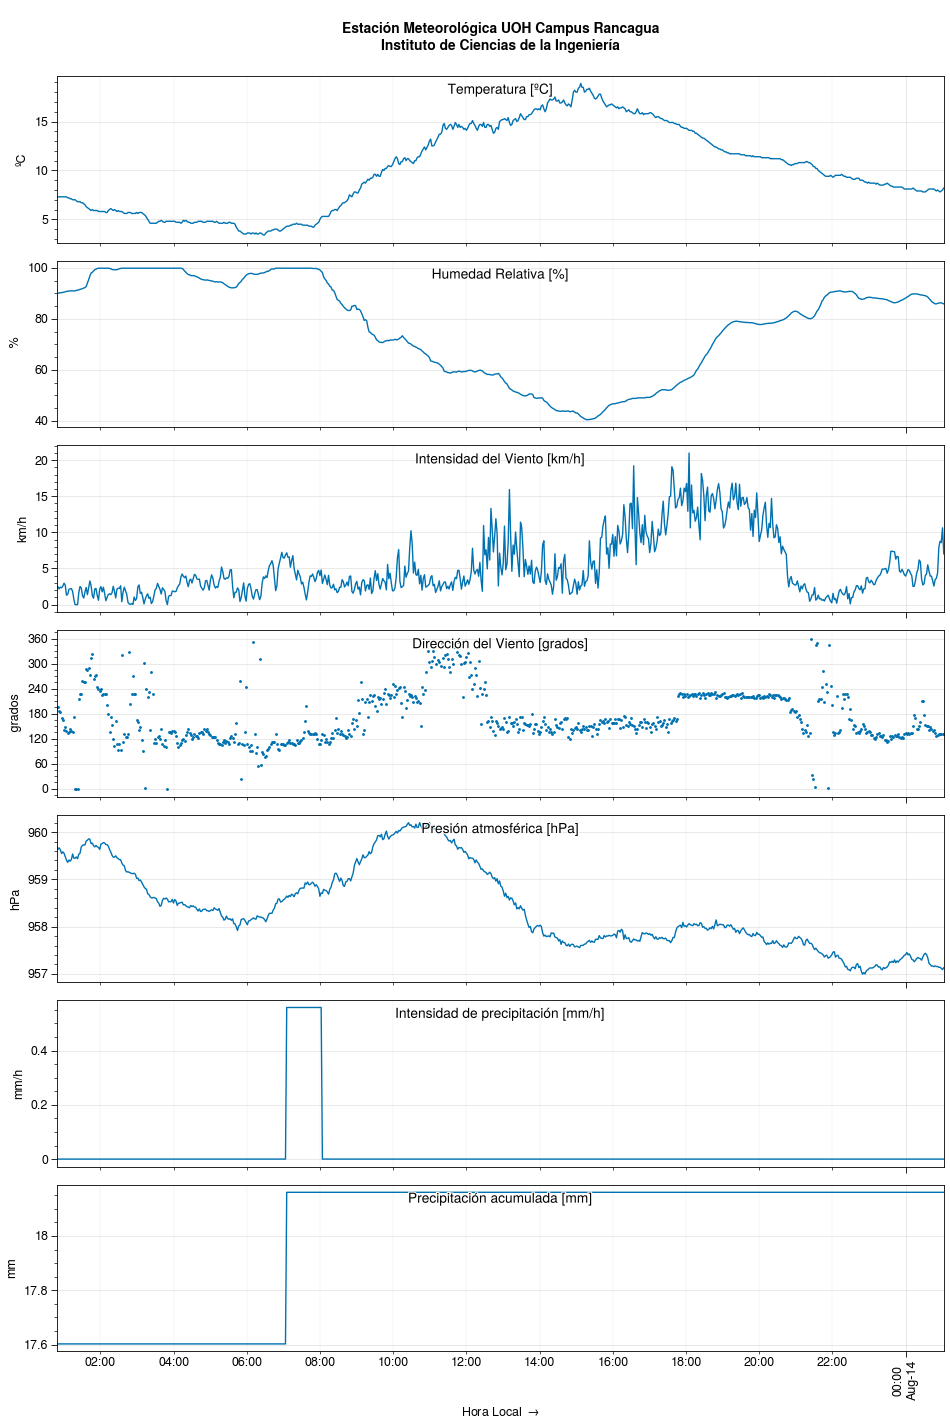 Estación Meteorológica UOH Campus Rancagua
Instituto de Ciencias de la Ingeniería
Temperatura [ºC]
ºC
15
10
5
Humedad Relativa [%]
%
100
80
60
40
Intensidad del Viento [km/h]
km/h
20
15
10
5
0
Dirección del Viento [grados]
grados
360
300
240
180
120
60
0
Presión atmosférica [hPa]
hPa
960
959
958
957
Intensidad de precipitación [mm/h]
mm/h
0.4
0.2
0
Precipitación acumulada [mm]
mm
18
17.8
17.6
02:00 04:00 06:00 08:00 10:00 12:00 14:00 16:00 18:00 20:00 22:00 00:00
Aug-14
Hora Local →